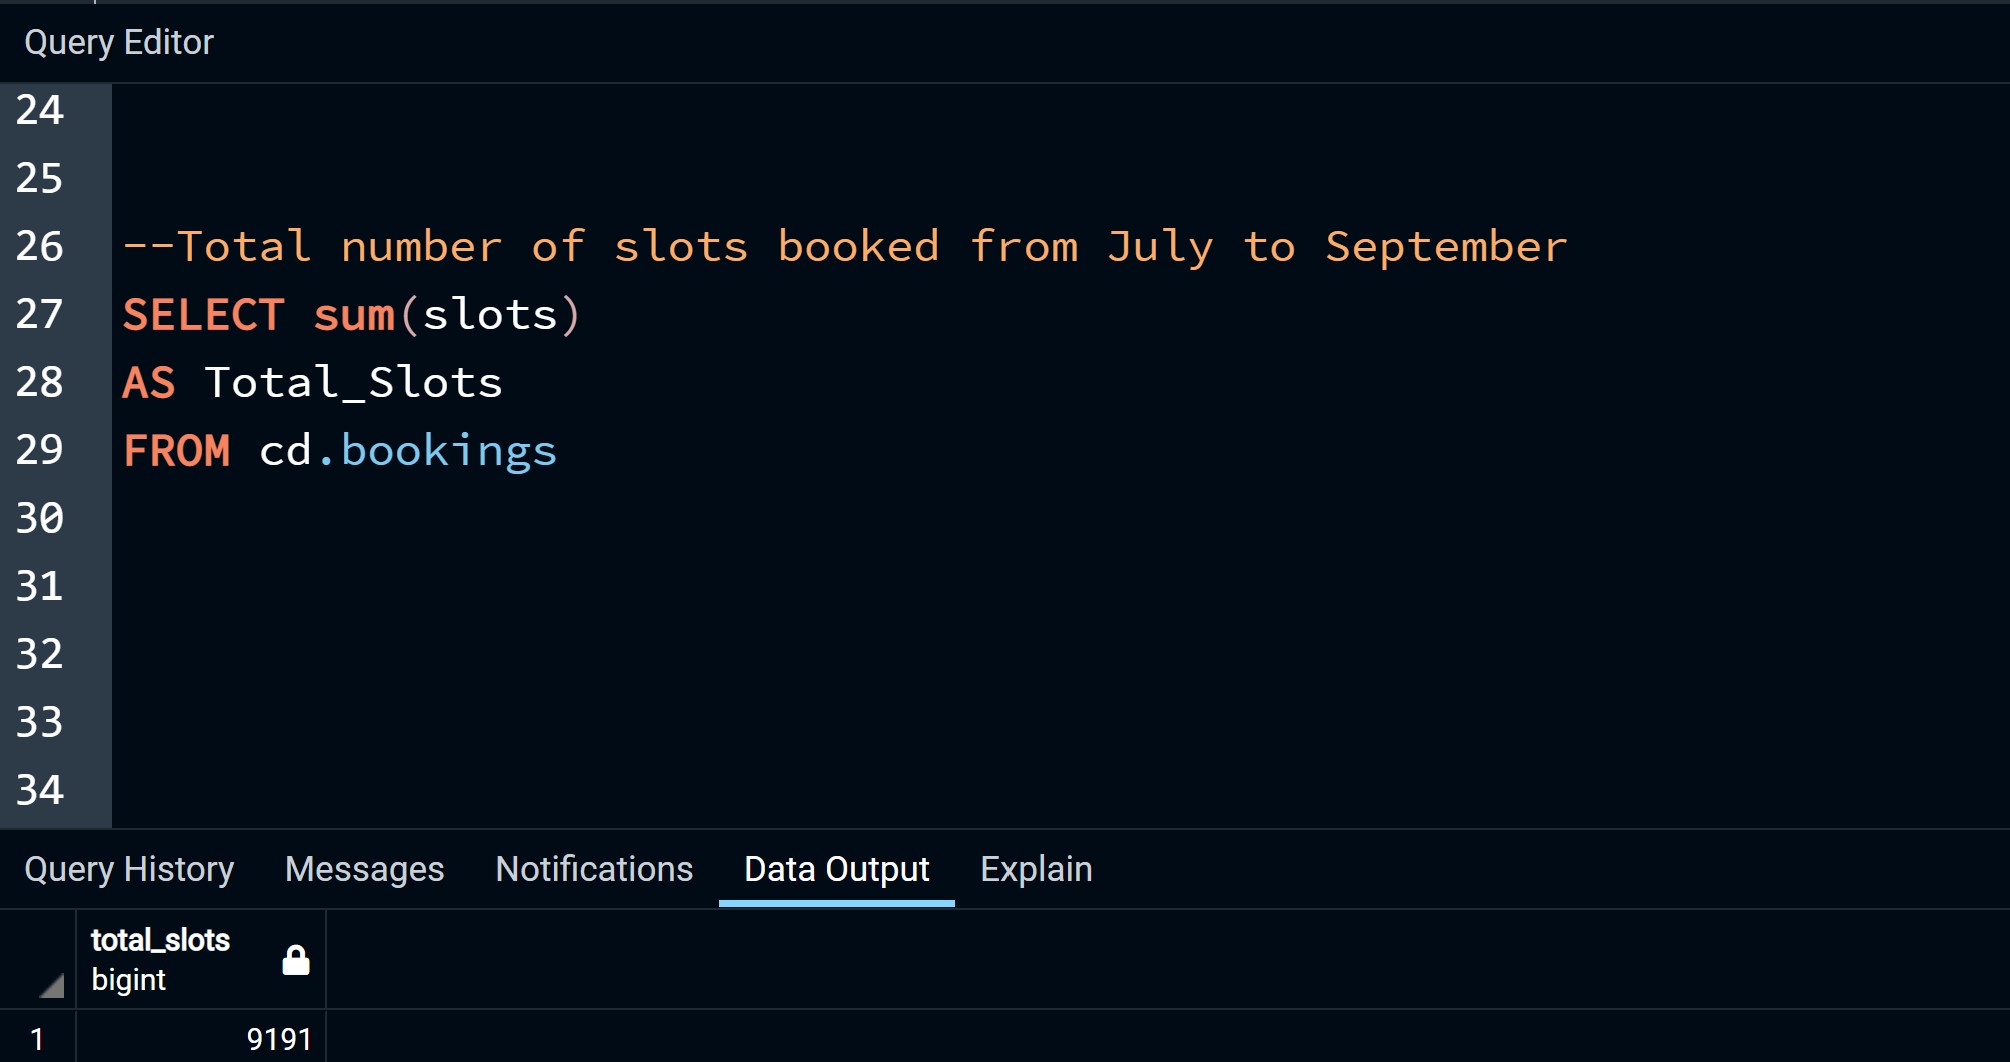 Query Editor
24
25
26 --Total number of slots booked from July to September
27 SELECT sum(slots)
28 AS Total_Slots
29 FROM cd.bookings
30
31
32
33
34
Query History Messages Notifications Data Output Explain
total_slots
bigint
1 9191